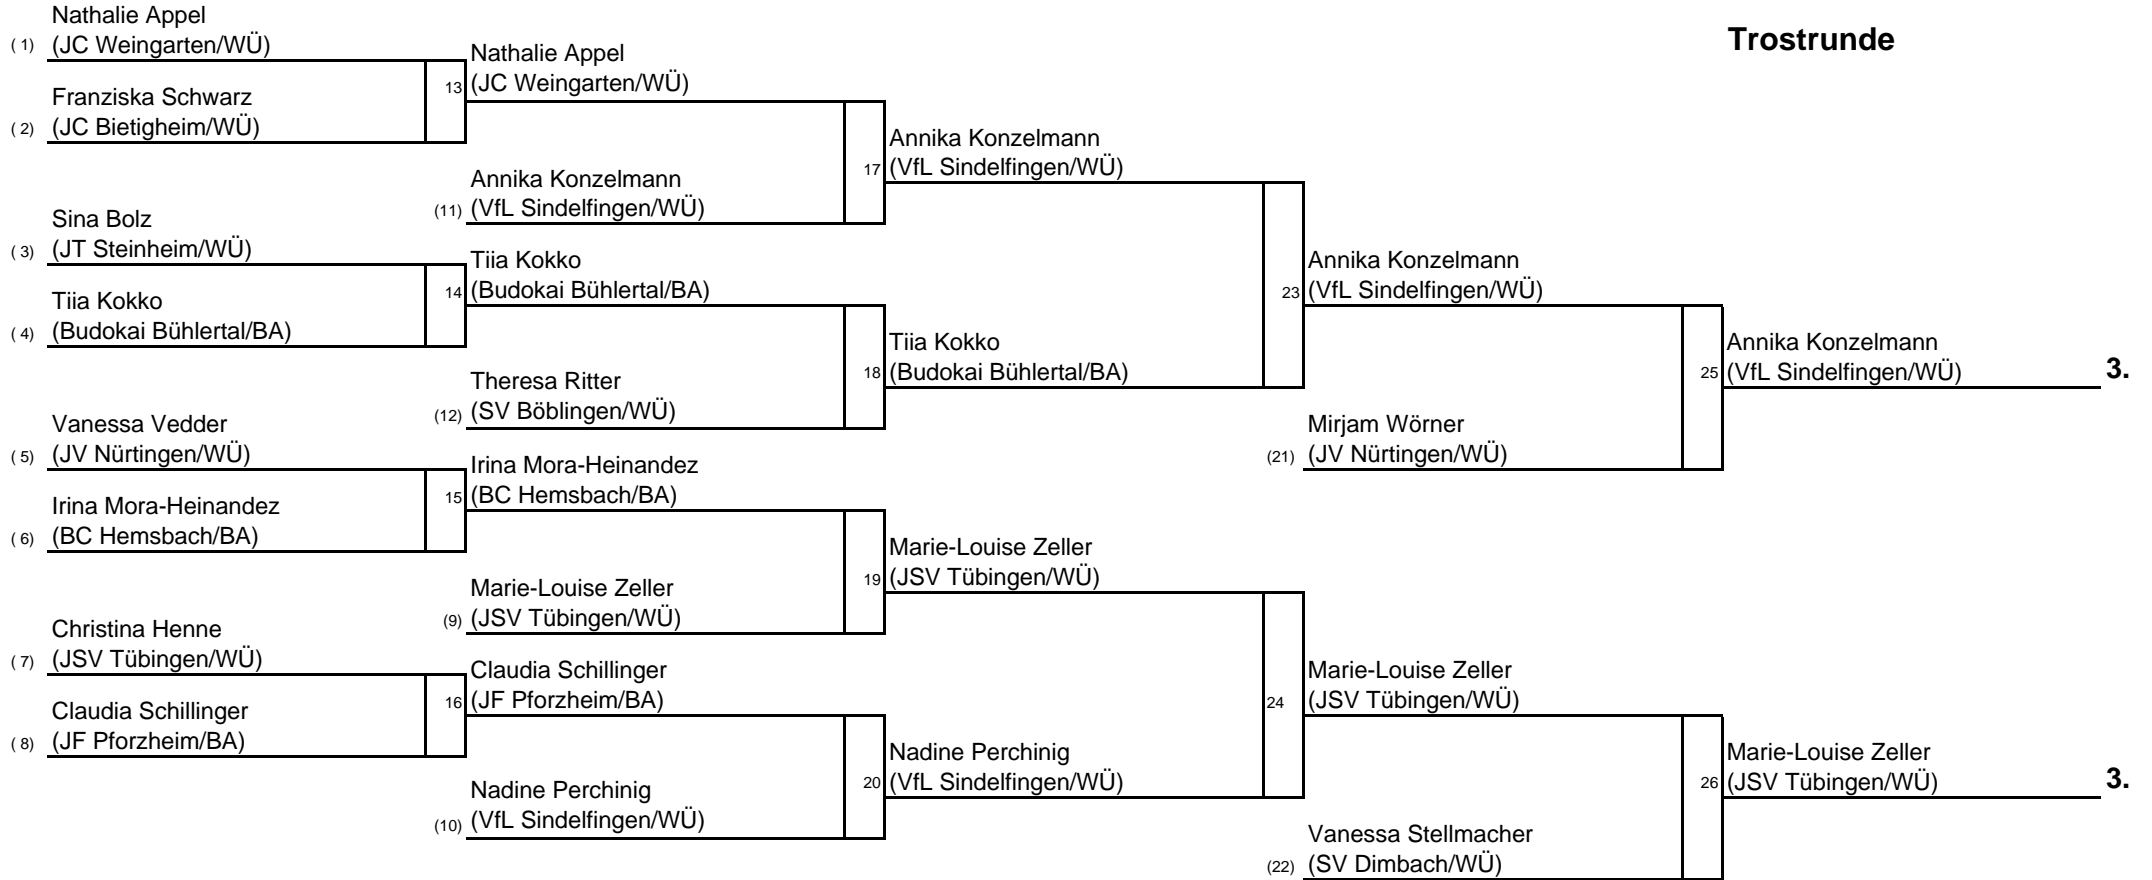 Trostrunde
Nathalie Appel
( 1) (JC Weingarten/WÜ)
Franziska Schwarz
( 2) (JC Bietigheim/WÜ)
Sina Bolz
( 3) (JT Steinheim/WÜ)
Tiia Kokko
( 4) (Budokai Bühlertal/BA)
Vanessa Vedder
( 5) (JV Nürtingen/WÜ)
Irina Mora-Heinandez
( 6) (BC Hemsbach/BA)
Christina Henne
( 7) (JSV Tübingen/WÜ)
Claudia Schillinger
( 8) (JF Pforzheim/BA)
Nathalie Appel
13 (JC Weingarten/WÜ)
Annika Konzelmann
(11) (VfL Sindelfingen/WÜ)
Tiia Kokko
14 (Budokai Bühlertal/BA)
Theresa Ritter
(12) (SV Böblingen/WÜ)
Irina Mora-Heinandez
15 (BC Hemsbach/BA)
Marie-Louise Zeller
(9) (JSV Tübingen/WÜ)
Claudia Schillinger
16 (JF Pforzheim/BA)
Nadine Perchinig
(10) (VfL Sindelfingen/WÜ)
Annika Konzelmann
17 (VfL Sindelfingen/WÜ)
Tiia Kokko
18 (Budokai Bühlertal/BA)
Marie-Louise Zeller
19 (JSV Tübingen/WÜ)
Nadine Perchinig
20 (VfL Sindelfingen/WÜ)
Annika Konzelmann
23 (VfL Sindelfingen/WÜ)
Mirjam Wörner
(21) (JV Nürtingen/WÜ)
Marie-Louise Zeller
24 (JSV Tübingen/WÜ)
Vanessa Stellmacher
(22) (SV Dimbach/WÜ)
Annika Konzelmann
25 (VfL Sindelfingen/WÜ) 3.
Marie-Louise Zeller
26 (JSV Tübingen/WÜ) 3.